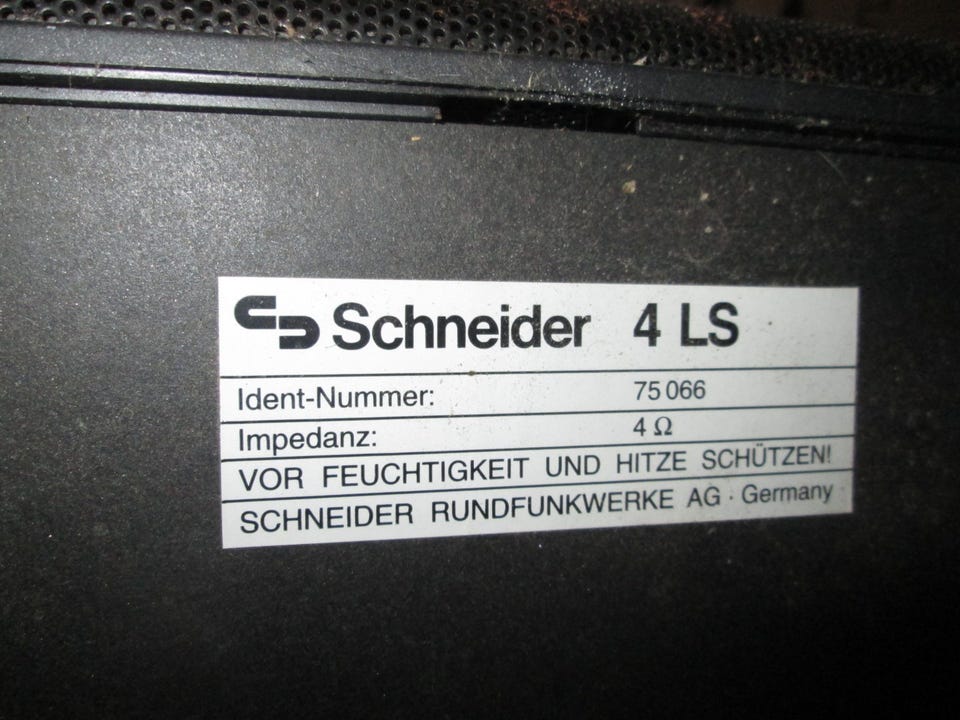 Schneider 4 LS
Ident-Nummer: 75 066
Impedanz: 4 Ω
VOR FEUCHTIGKEIT UND HITZE SCHÜTZEN!
SCHNEIDER RUNDFUNKWERKE AG · Germany